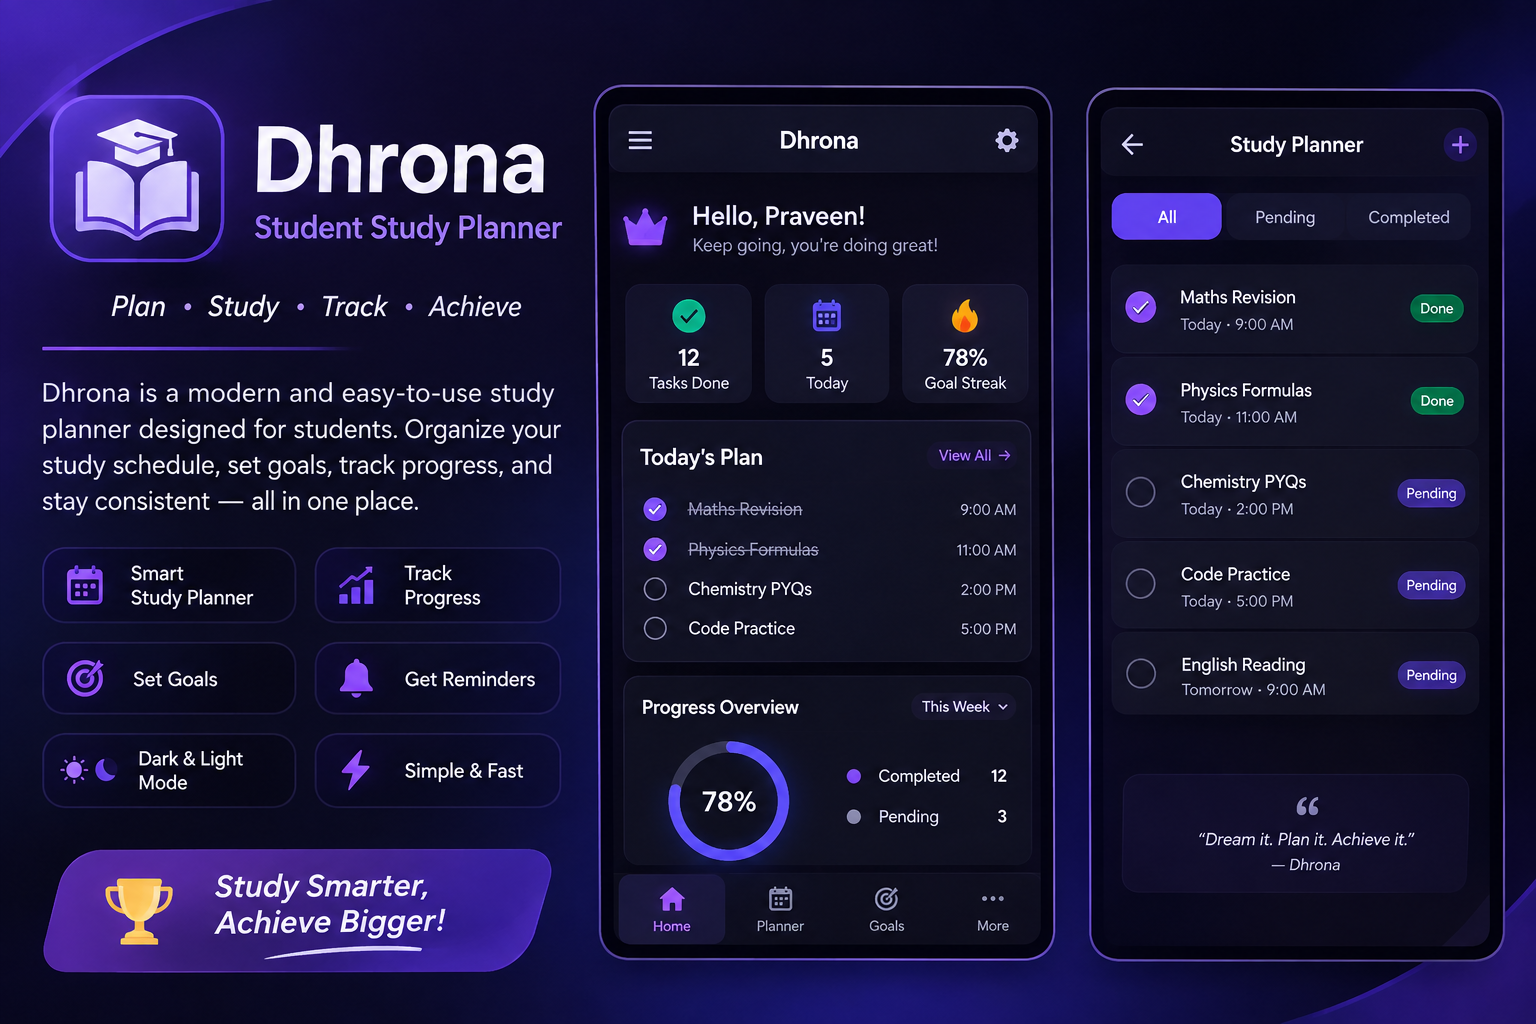 Dhrona
Student Study Planner
Plan • Study • Track • Achieve
Dhrona is a modern and easy-to-use study
planner designed for students. Organize your
study schedule, set goals, track progress, and
stay consistent — all in one place.
Smart
Study Planner
Track
Progress
Set Goals
Get Reminders
Dark & Light
Mode
Simple & Fast
Study Smarter,
Achieve Bigger!
Dhrona
Hello, Praveen!
Keep going, you're doing great!
12
Tasks Done
5
Today
78%
Goal Streak
Today's Plan
View All →
Maths Revision 9:00 AM
Physics Formulas 11:00 AM
Chemistry PYQs 2:00 PM
Code Practice 5:00 PM
Progress Overview
This Week
78%
Completed 12
Pending 3
Home
Planner
Goals
More
Study Planner
All
Pending
Completed
Maths Revision
Today • 9:00 AM
Done
Physics Formulas
Today • 11:00 AM
Done
Chemistry PYQs
Today • 2:00 PM
Pending
Code Practice
Today • 5:00 PM
Pending
English Reading
Tomorrow • 9:00 AM
Pending
“
“Dream it. Plan it. Achieve it.”
— Dhrona